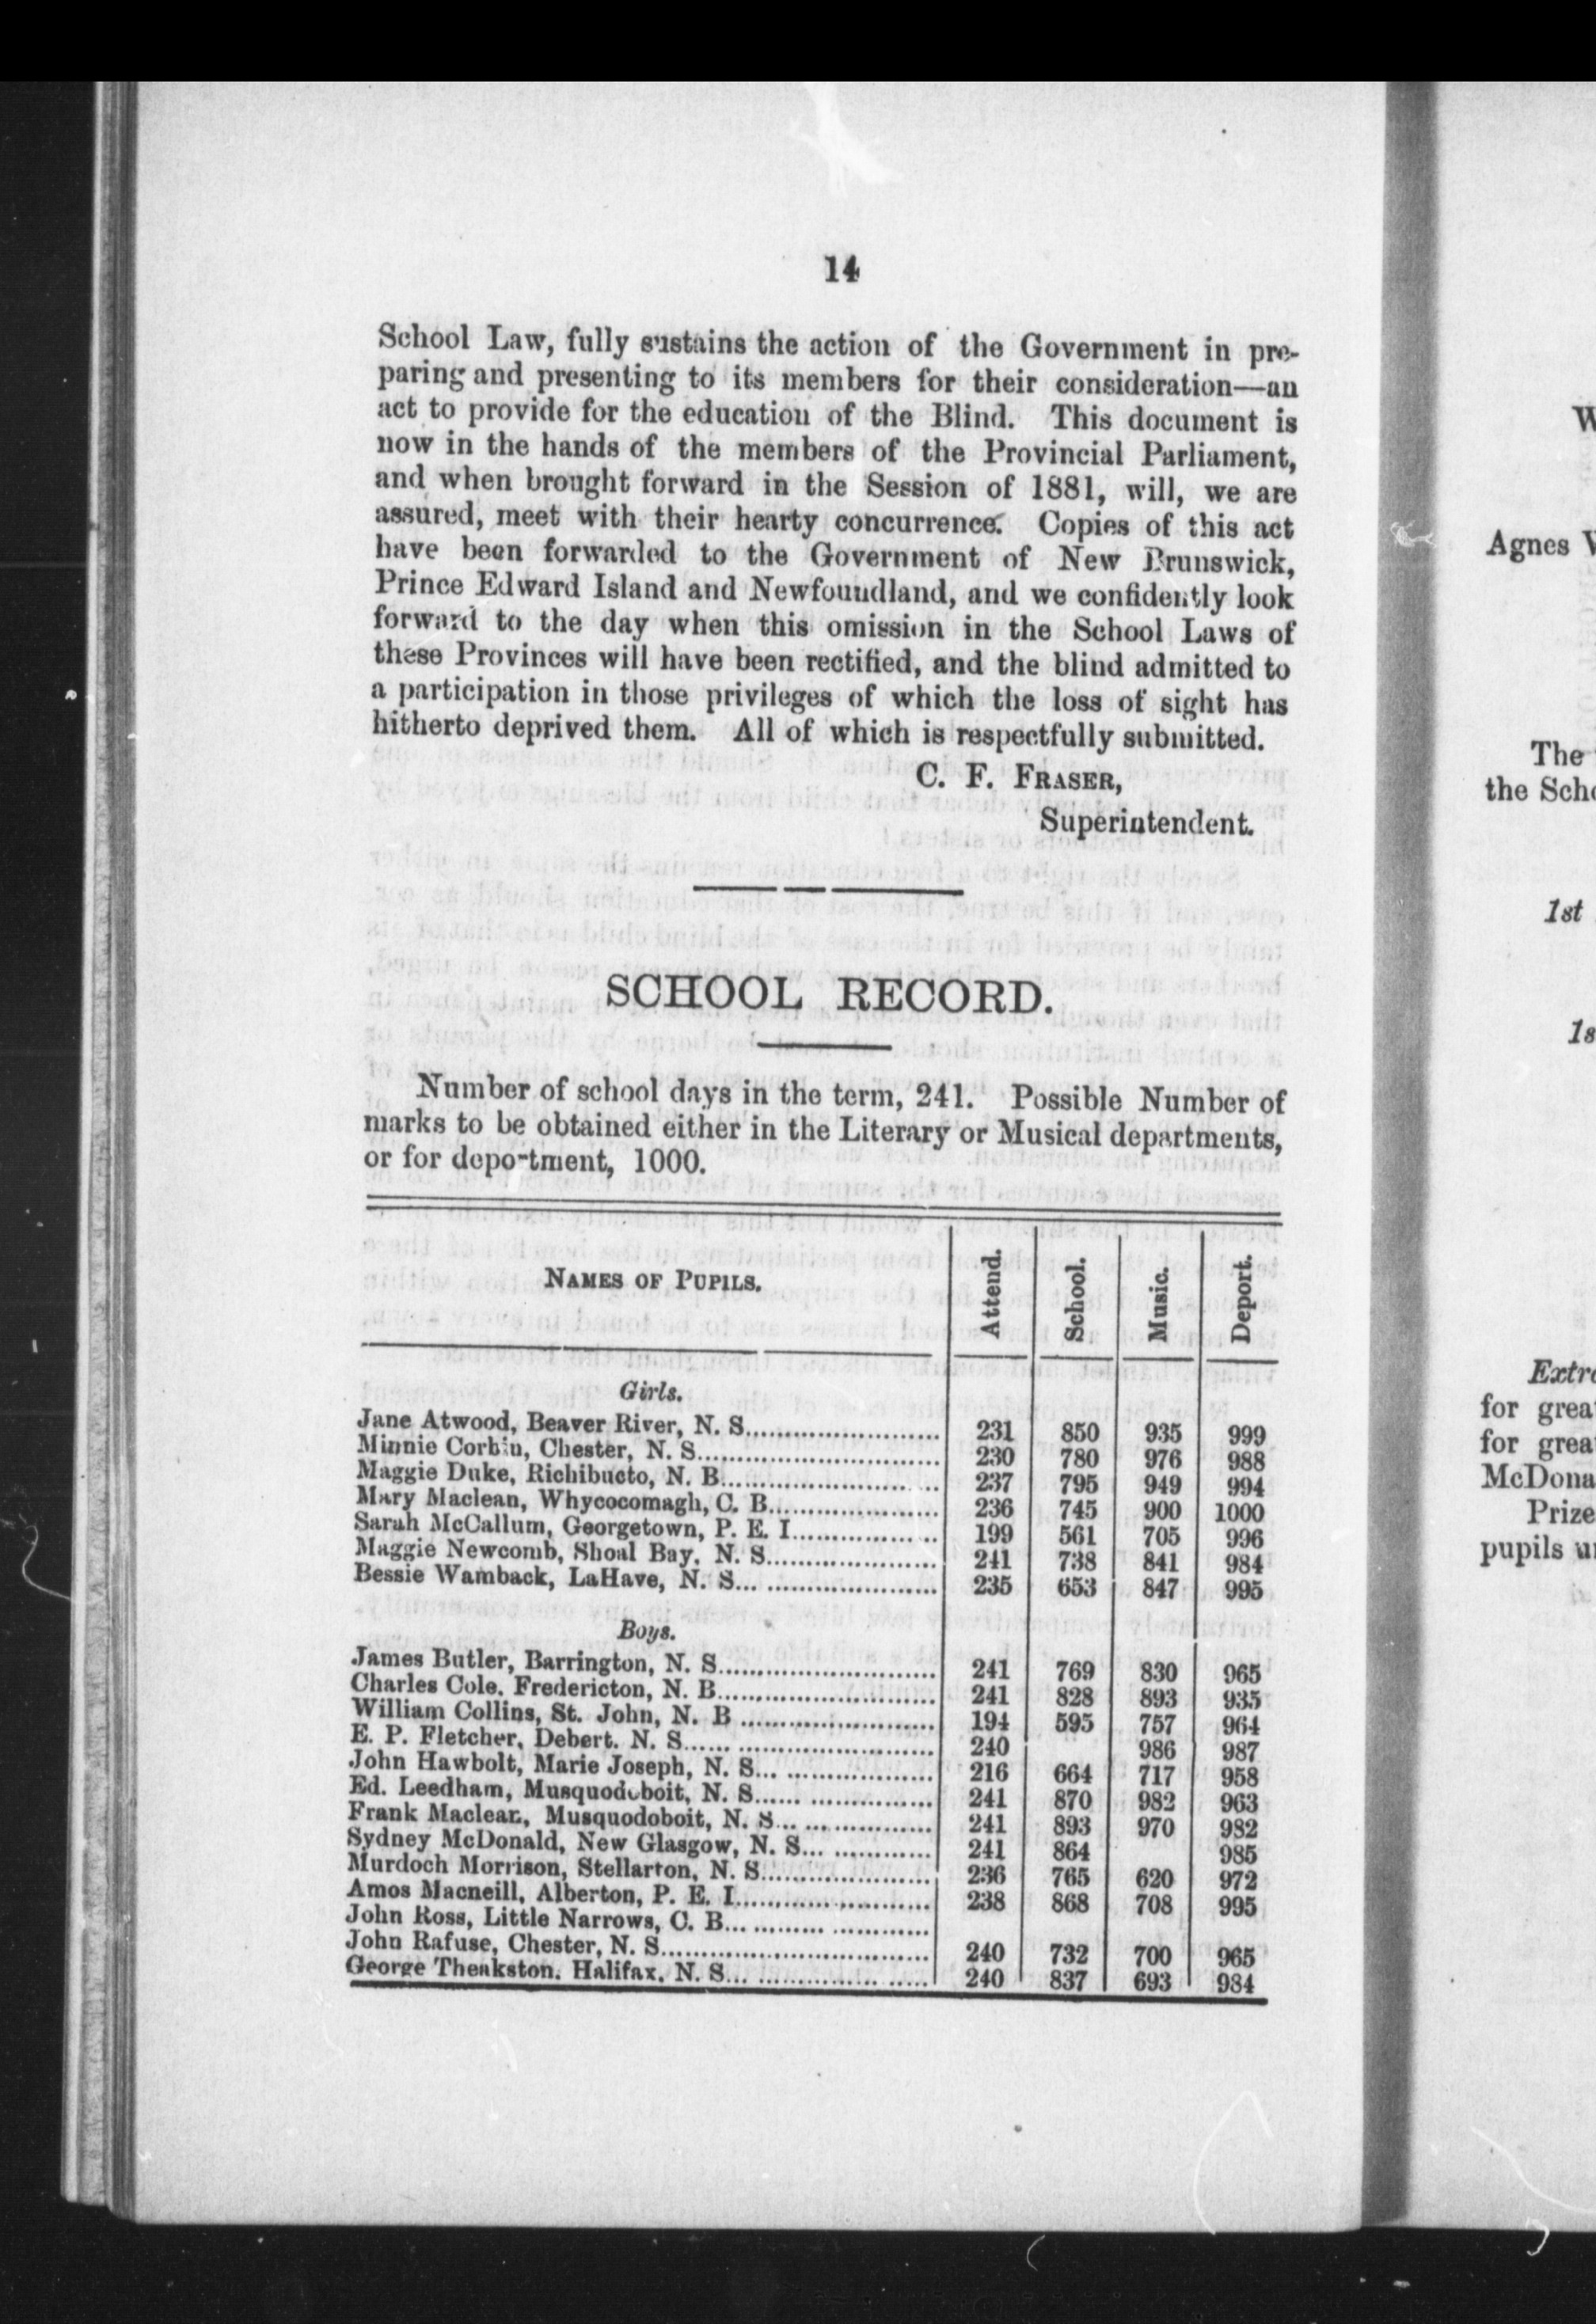 14
School Law, fully sustains the action of the Government in pre-
paring and presenting to its members for their consideration—an
act to provide for the education of the Blind. This document is
now in the hands of the members of the Provincial Parliament,
and when brought forward in the Session of 1881, will, we are
assured, meet with their hearty concurrence. Copies of this act
have been forwarded to the Government of New Brunswick,
Prince Edward Island and Newfoundland, and we confidently look
forward to the day when this omission in the School Laws of
these Provinces will have been rectified, and the blind admitted to
a participation in those privileges of which the loss of sight has
hitherto deprived them. All of which is respectfully submitted.
C. F. FRASER,
Superintendent.
SCHOOL RECORD.
Number of school days in the term, 241. Possible Number of
marks to be obtained either in the Literary or Musical departments,
or for deportment, 1000.
NAMES OF PUPILS. Attend. School. Music. Deport.
Girls.
Jane Atwood, Beaver River, N. S. 231 850 935 999
Minnie Corbin, Chester, N. S. 230 780 976 988
Maggie Duke, Richibucto, N. B. 237 795 949 994
Mary Maclean, Whycocomagh, C. B. 236 745 900 1000
Sarah McCallum, Georgetown, P. E. I. 199 561 705 996
Maggie Newcomb, Shoal Bay, N. S. 241 738 841 984
Bessie Wamback, LaHave, N. S. 235 653 847 995
Boys.
James Butler, Barrington, N. S. 241 769 830 965
Charles Cole, Fredericton, N. B. 241 828 893 935
William Collins, St. John, N. B 194 595 757 964
E. P. Fletcher, Debert. N. S. 240 986 987
John Hawbolt, Marie Joseph, N. S. 216 664 717 958
Ed. Leedham, Musquodoboit, N. S. 241 870 982 963
Frank Maclean, Musquodoboit, N. S. 241 893 970 982
Sydney McDonald, New Glasgow, N. S. 241 864 985
Murdoch Morrison, Stellarton, N. S. 236 765 620 972
Amos Macneill, Alberton, P. E. I. 238 868 708 995
John Ross, Little Narrows, C. B.
John Rafuse, Chester, N. S. 240 732 700 965
George Theakston. Halifax. N. S. 240 837 693 984
Agnes
The
the
1st
for
for
Prize
pupils